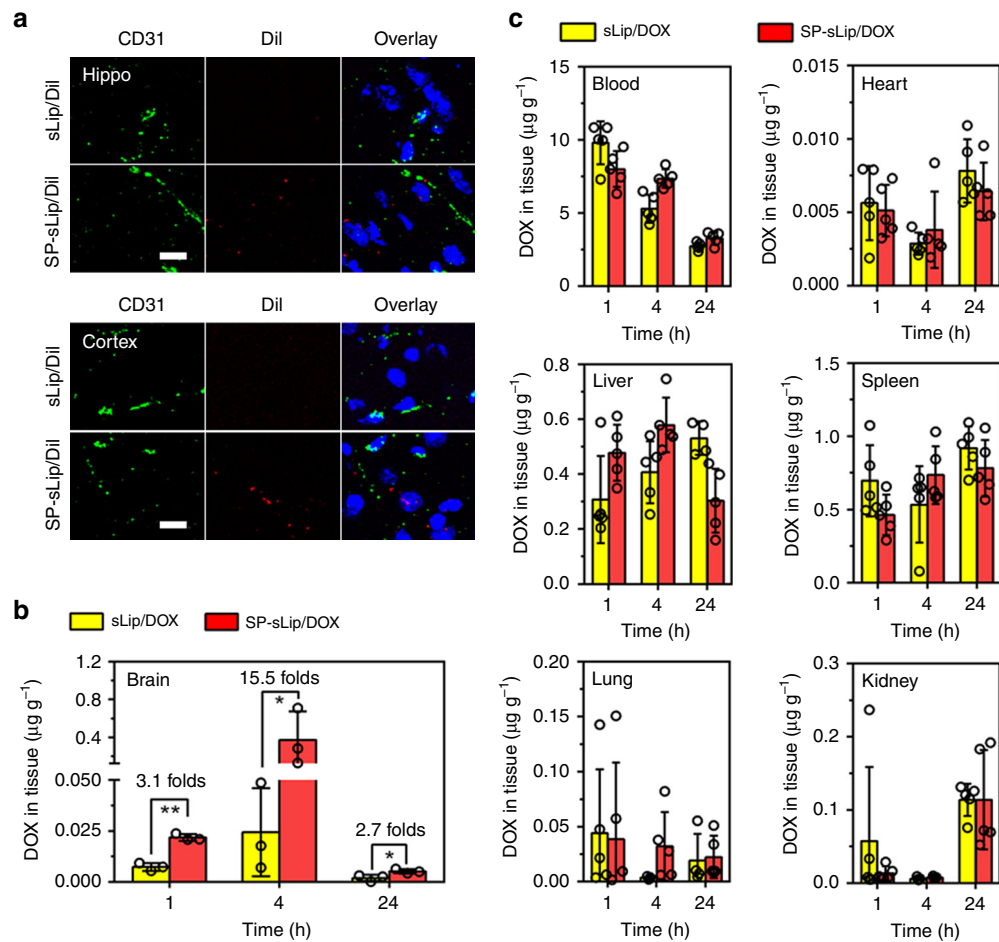 a
CD31 Dil Overlay
sLip/Dil
Hippo
SP-sLip/Dil
CD31 Dil Overlay
sLip/Dil
Cortex
SP-sLip/Dil
b
sLip/DOX SP-sLip/DOX
Brain
DOX in tissue (µg g⁻¹)
1.2
0.8
0.4
0.050
0.025
0.000
3.1 folds
**
15.5 folds
*
2.7 folds
*
1 4 24
Time (h)
c
sLip/DOX SP-sLip/DOX
Blood
DOX in tissue (µg g⁻¹)
15
10
5
0
1 4 24
Time (h)
Heart
DOX in tissue (µg g⁻¹)
0.015
0.010
0.005
0.000
1 4 24
Time (h)
Liver
DOX in tissue (µg g⁻¹)
0.8
0.6
0.4
0.2
0.0
1 4 24
Time (h)
Spleen
DOX in tissue (µg g⁻¹)
1.5
1.0
0.5
0.0
1 4 24
Time (h)
Lung
DOX in tissue (µg g⁻¹)
0.20
0.15
0.10
0.05
0.00
1 4 24
Time (h)
Kidney
DOX in tissue (µg g⁻¹)
0.3
0.2
0.1
0.0
1 4 24
Time (h)